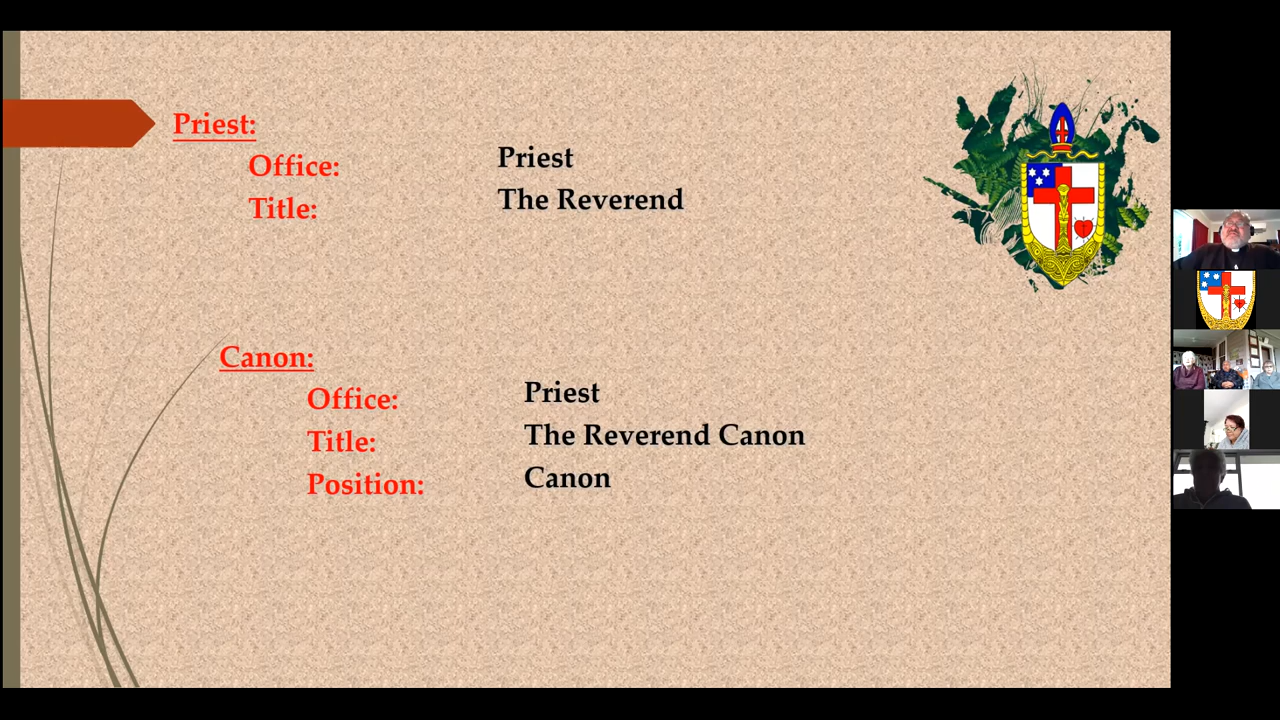 Priest:
Office: Priest
Title: The Reverend
Canon:
Office: Priest
Title: The Reverend Canon
Position: Canon